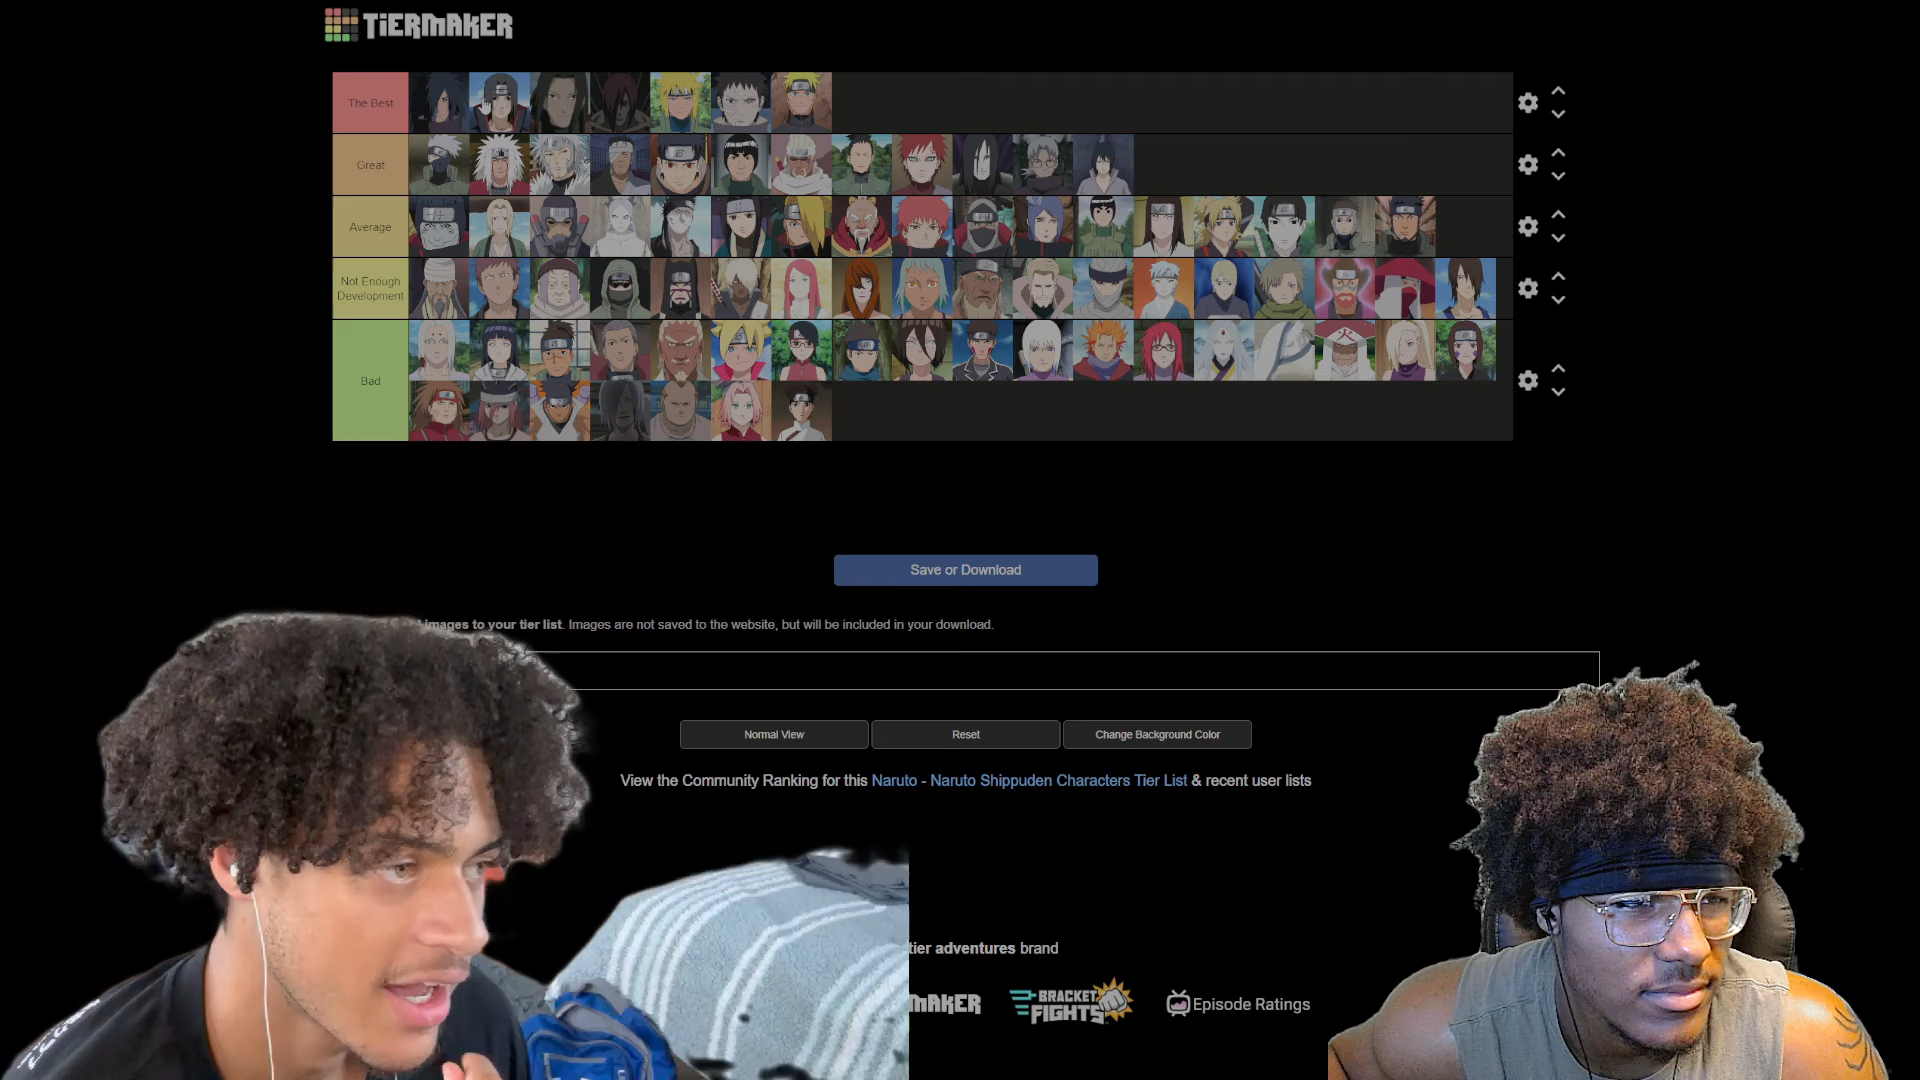 TiERMAKER
The Best
Great
Average
Not Enough
Development
Bad
Save or Download
images to your tier list. Images are not saved to the website, but will be included in your download.
Normal View
Reset
Change Background Color
View the Community Ranking for this Naruto - Naruto Shippuden Characters Tier List & recent user lists
tier adventures brand
MAKER
BRACKET
FIGHTS
Episode Ratings